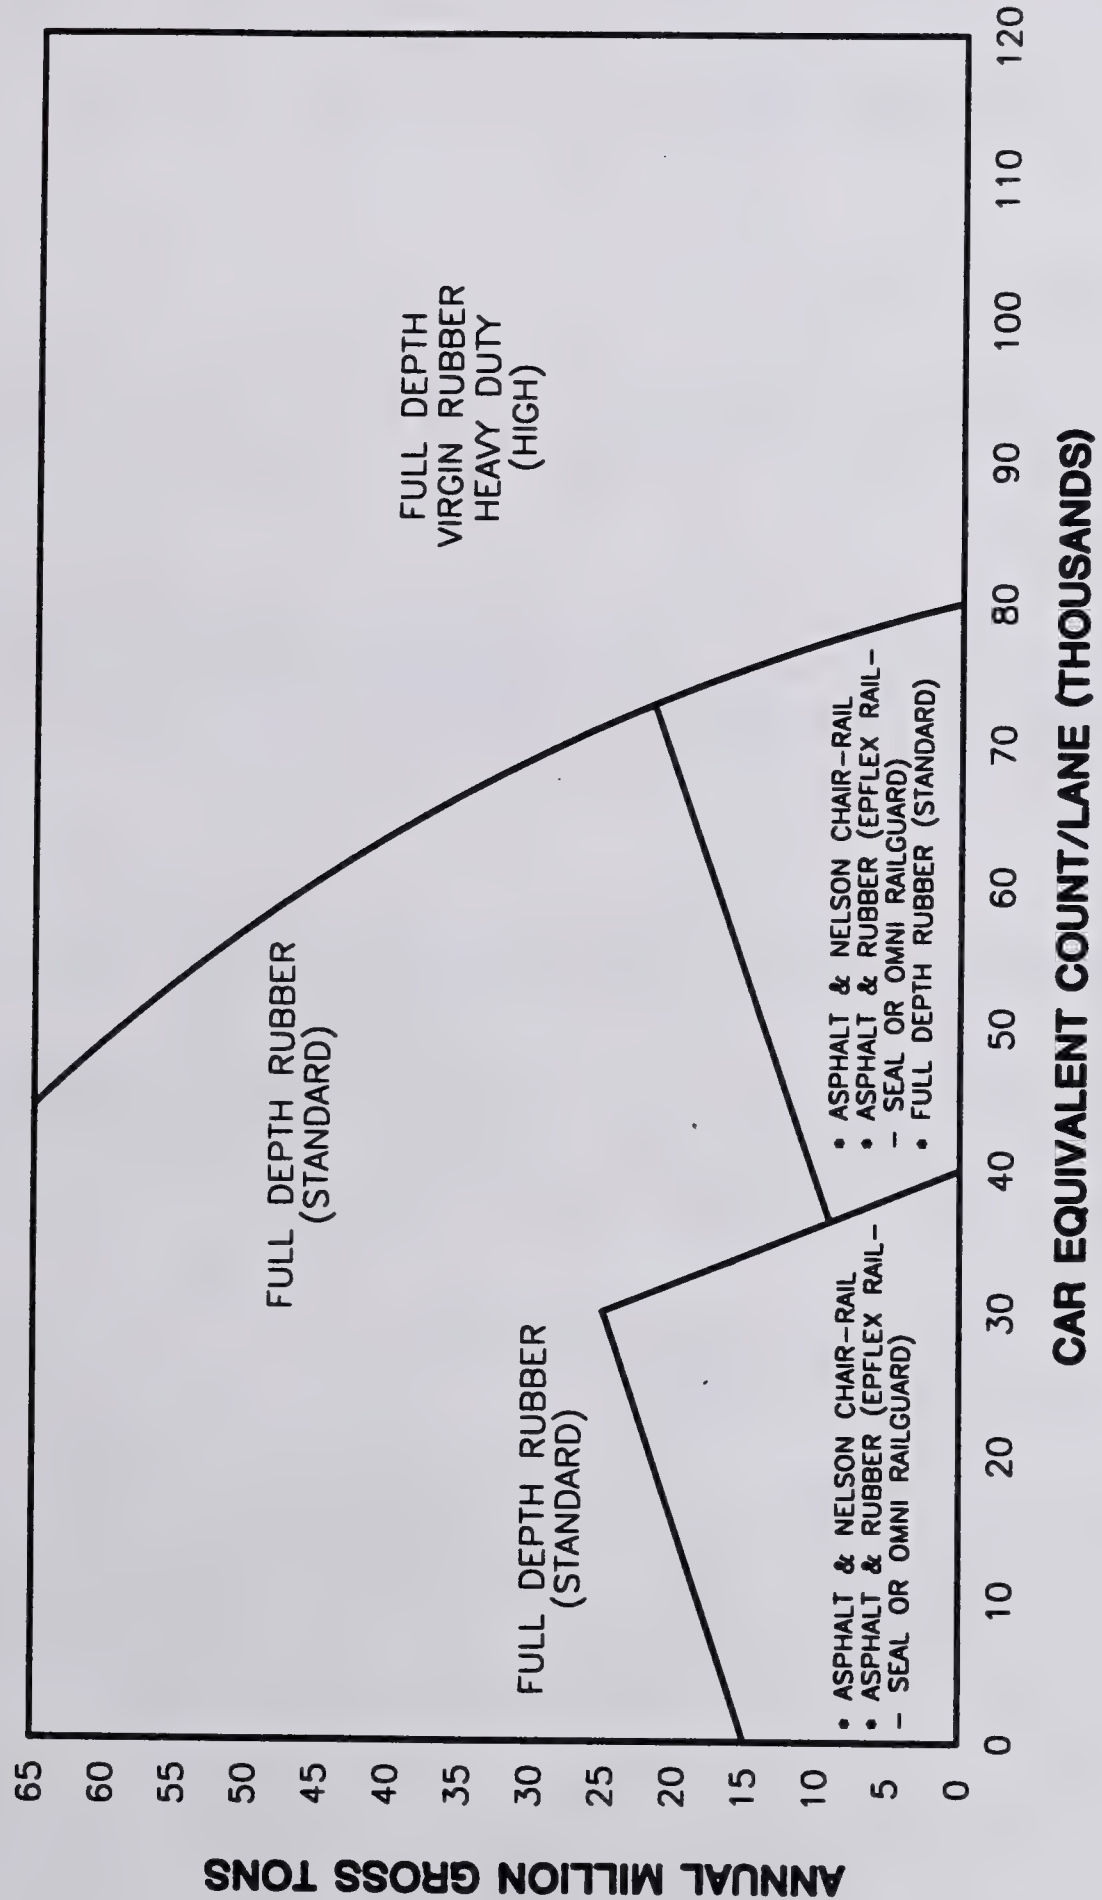 ANNUAL MILLION GROSS TONS
65
60
55
50
45
40
35
30
25
20
15
10
5
0
FULL DEPTH RUBBER
(STANDARD)
FULL DEPTH
VIRGIN RUBBER
HEAVY DUTY
(HIGH)
FULL DEPTH RUBBER
(STANDARD)
• ASPHALT & NELSON CHAIR-RAIL
• ASPHALT & RUBBER (EPFLEX RAIL-
- SEAL OR OMNI RAILGUARD)
• ASPHALT & NELSON CHAIR-RAIL
• ASPHALT & RUBBER (EPFLEX RAIL-
- SEAL OR OMNI RAILGUARD)
• FULL DEPTH RUBBER (STANDARD)
0 10 20 30 40 50 60 70 80 90 100 110 120
CAR EQUIVALENT COUNT/LANE (THOUSANDS)